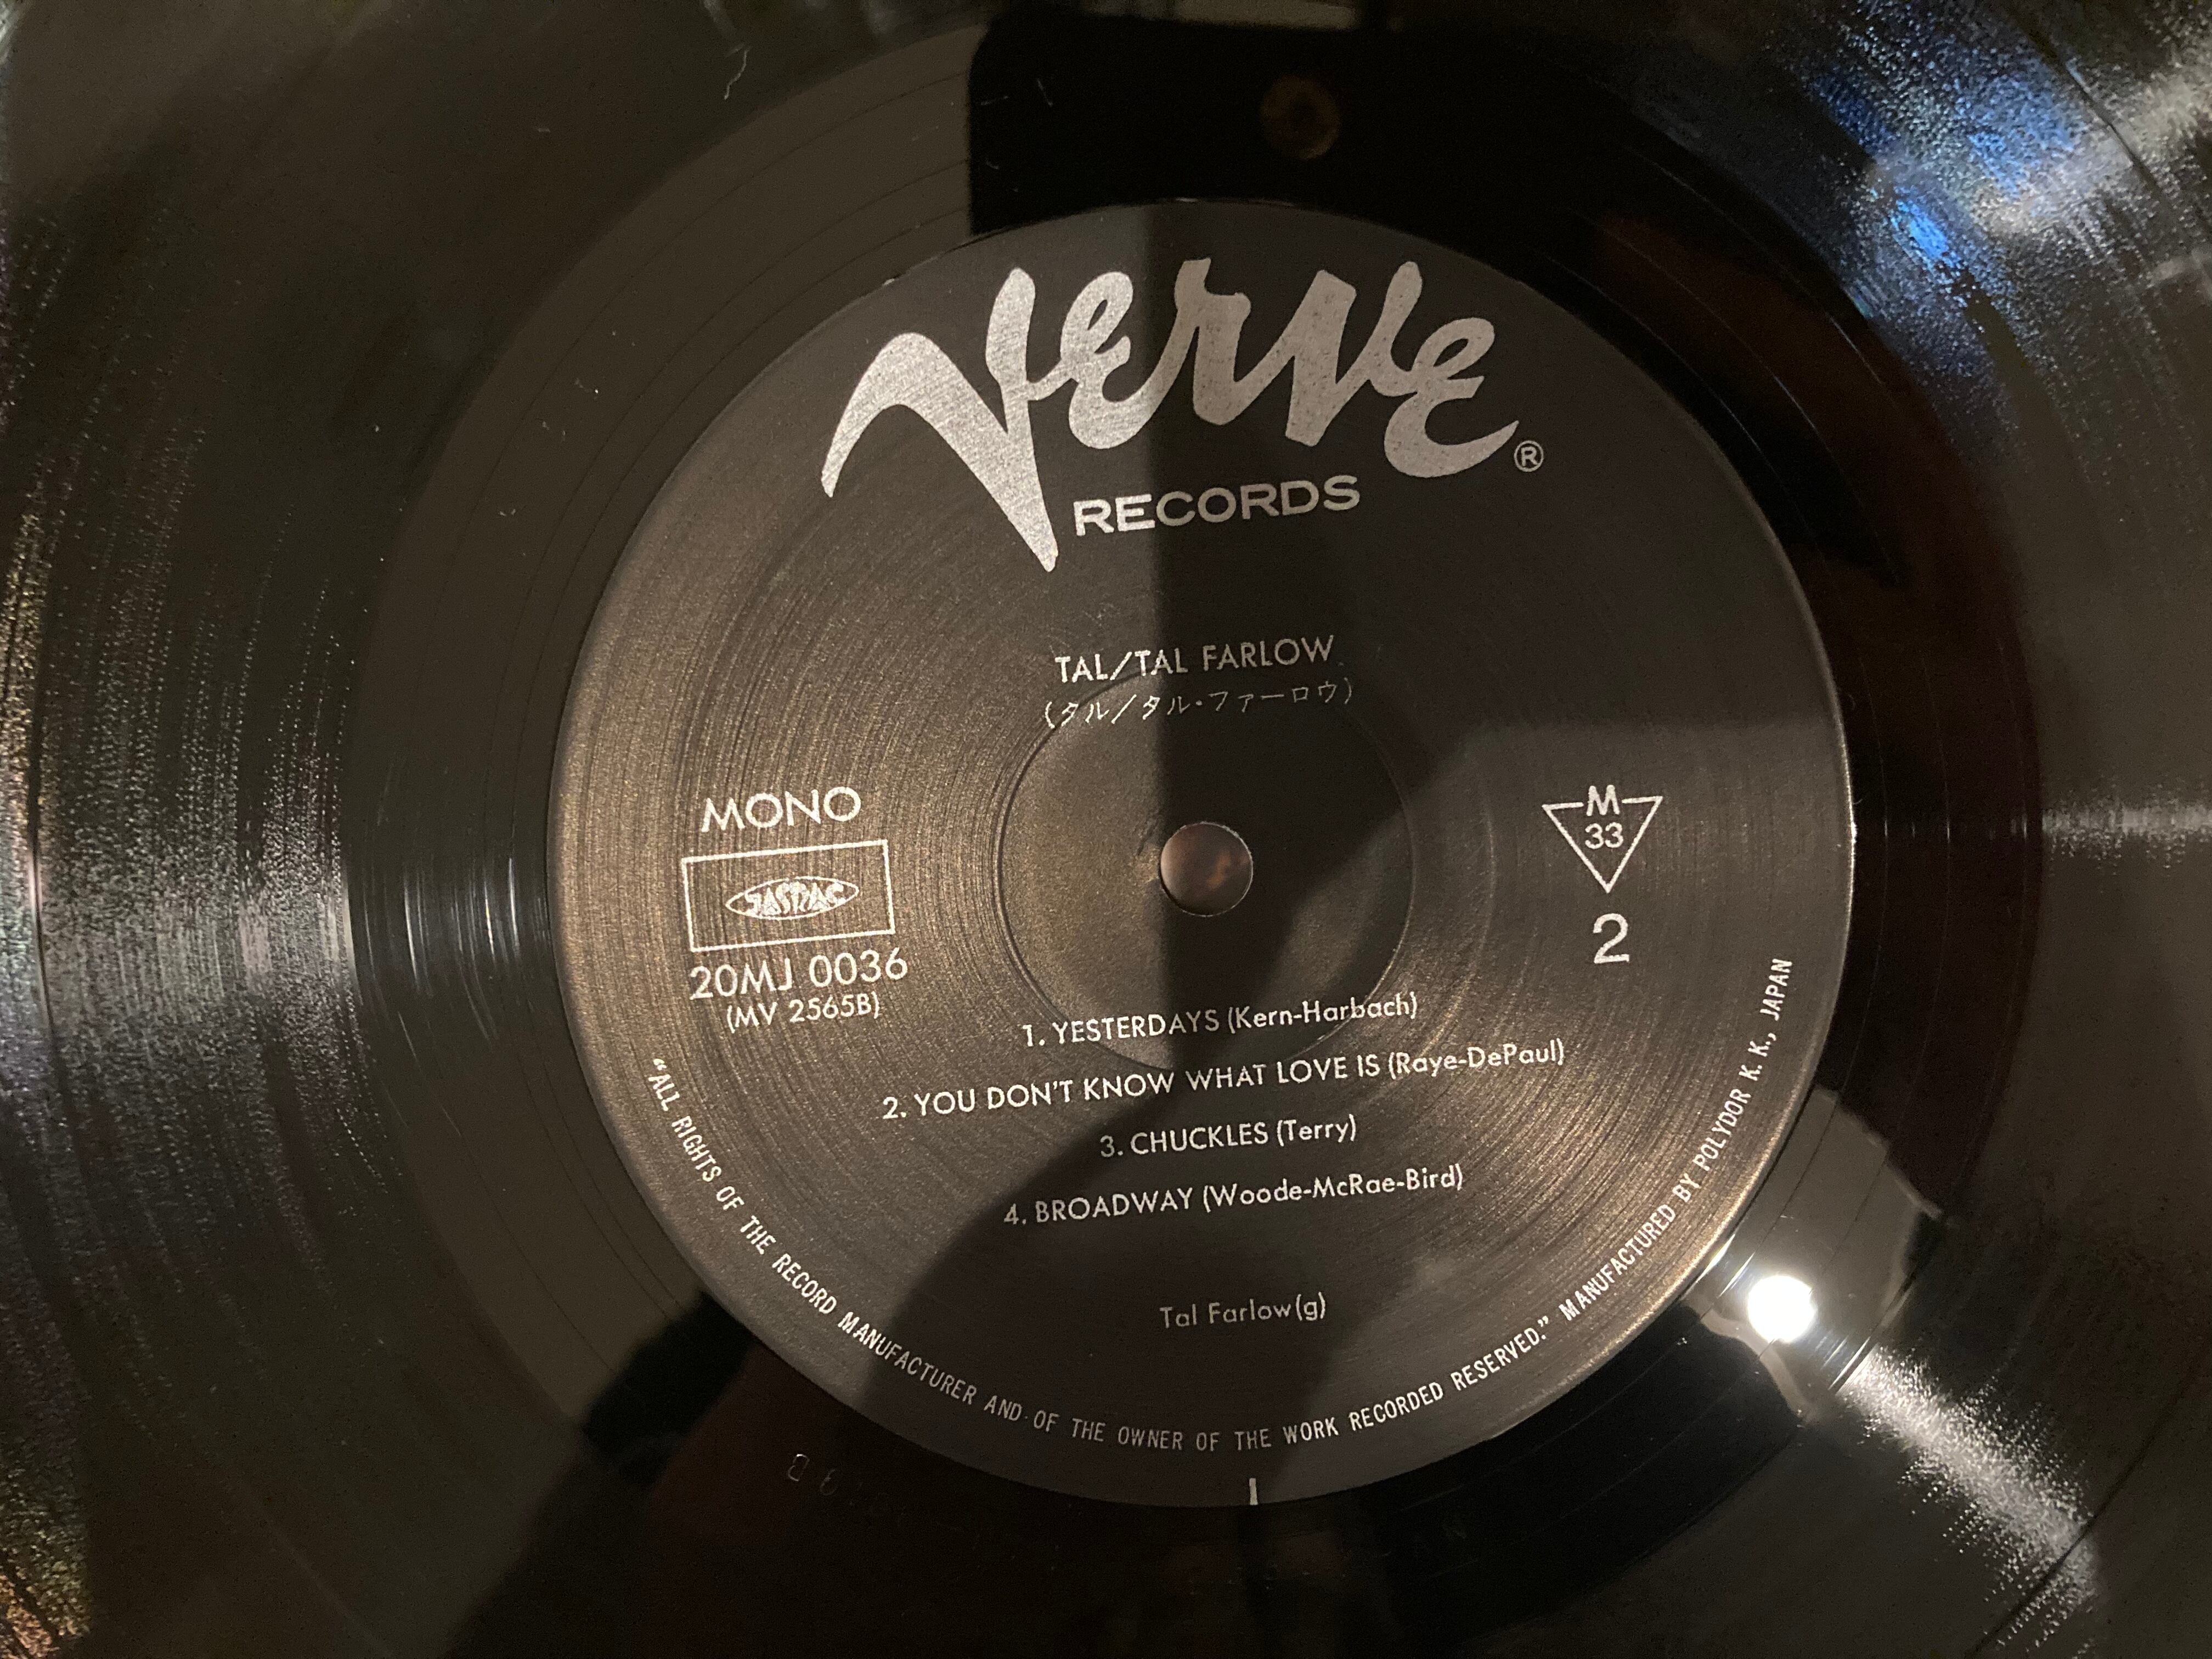 Verve ®
RECORDS
TAL/TAL FARLOW
(タル/タル・ファーロウ)
MONO
JASRAC
20MJ 0036
(MV 2565B)
M
33
2
1. YESTERDAYS (Kern-Harbach)
2. YOU DON'T KNOW WHAT LOVE IS (Raye-DePaul)
3. CHUCKLES (Terry)
4. BROADWAY (Woode-McRae-Bird)
Tal Farlow(g)
"ALL RIGHTS OF THE RECORD MANUFACTURER AND OF THE OWNER OF THE WORK RECORDED RESERVED." MANUFACTURED BY POLYDOR K. K., JAPAN